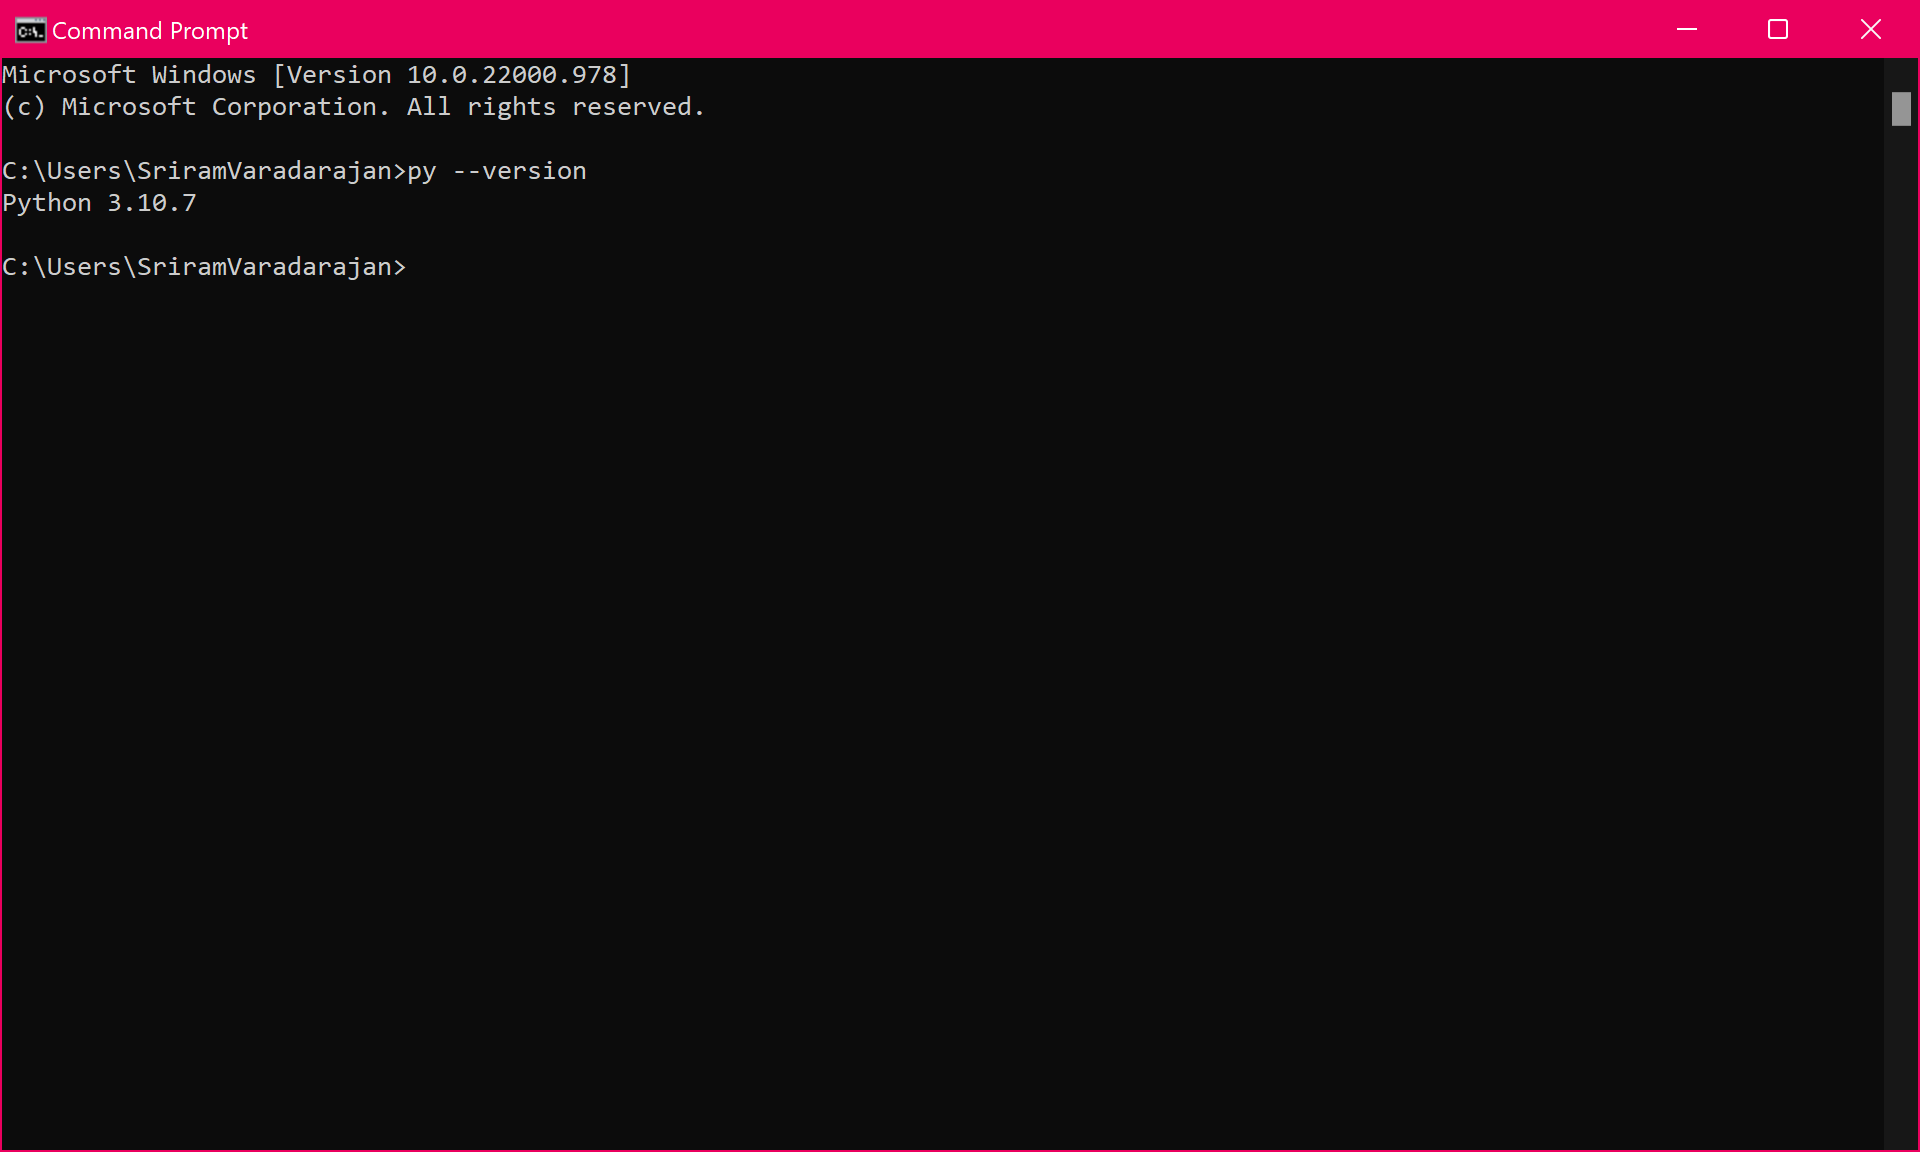 Command Prompt
Microsoft Windows [Version 10.0.22000.978]
(c) Microsoft Corporation. All rights reserved.
C:\Users\SriramVaradarajan>py --version
Python 3.10.7
C:\Users\SriramVaradarajan>